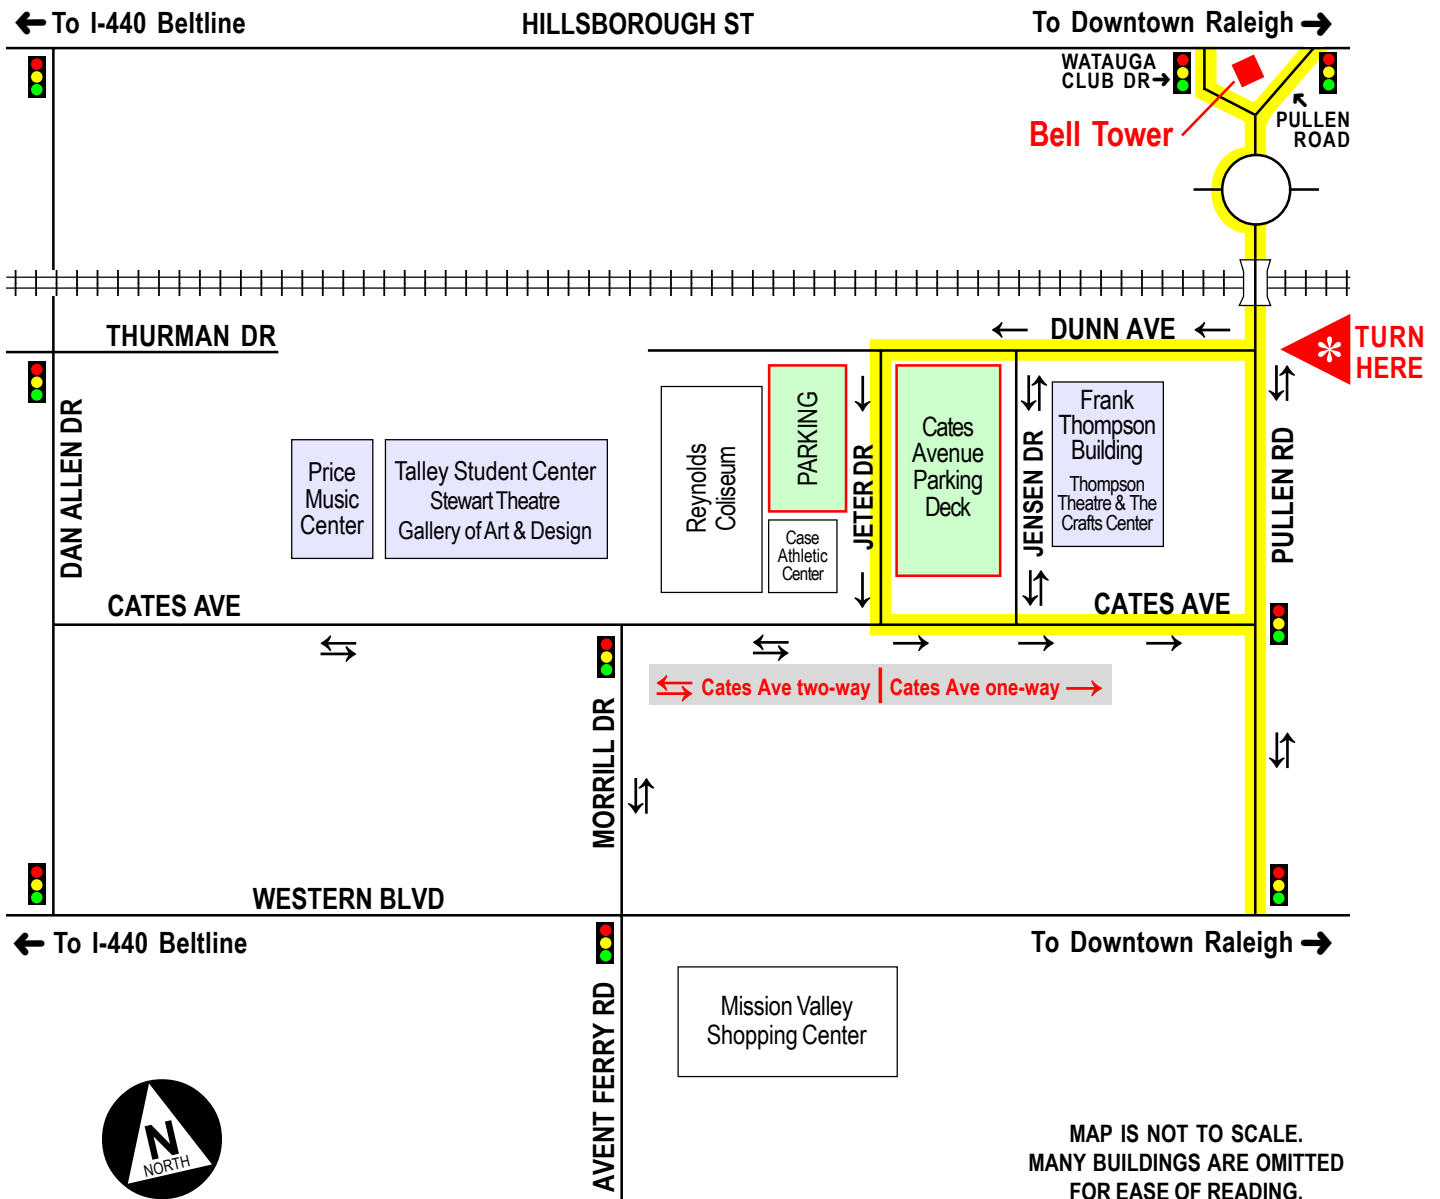 To I-440 Beltline
HILLSBOROUGH ST
To Downtown Raleigh
WATAUGA
CLUB DR
PULLEN
ROAD
Bell Tower
THURMAN DR
DUNN AVE
* TURN
HERE
DAN ALLEN DR
Price
Music
Center
Talley Student Center
Stewart Theatre
Gallery of Art & Design
Reynolds
Coliseum
PARKING
Case
Athletic
Center
JETER DR
Cates
Avenue
Parking
Deck
JENSEN DR
Frank
Thompson
Building
Thompson
Theatre & The
Crafts Center
PULLEN RD
CATES AVE
CATES AVE
Cates Ave two-way | Cates Ave one-way
MORRILL DR
WESTERN BLVD
To I-440 Beltline
To Downtown Raleigh
AVENT FERRY RD
Mission Valley
Shopping Center
N
NORTH
MAP IS NOT TO SCALE.
MANY BUILDINGS ARE OMITTED
FOR EASE OF READING.